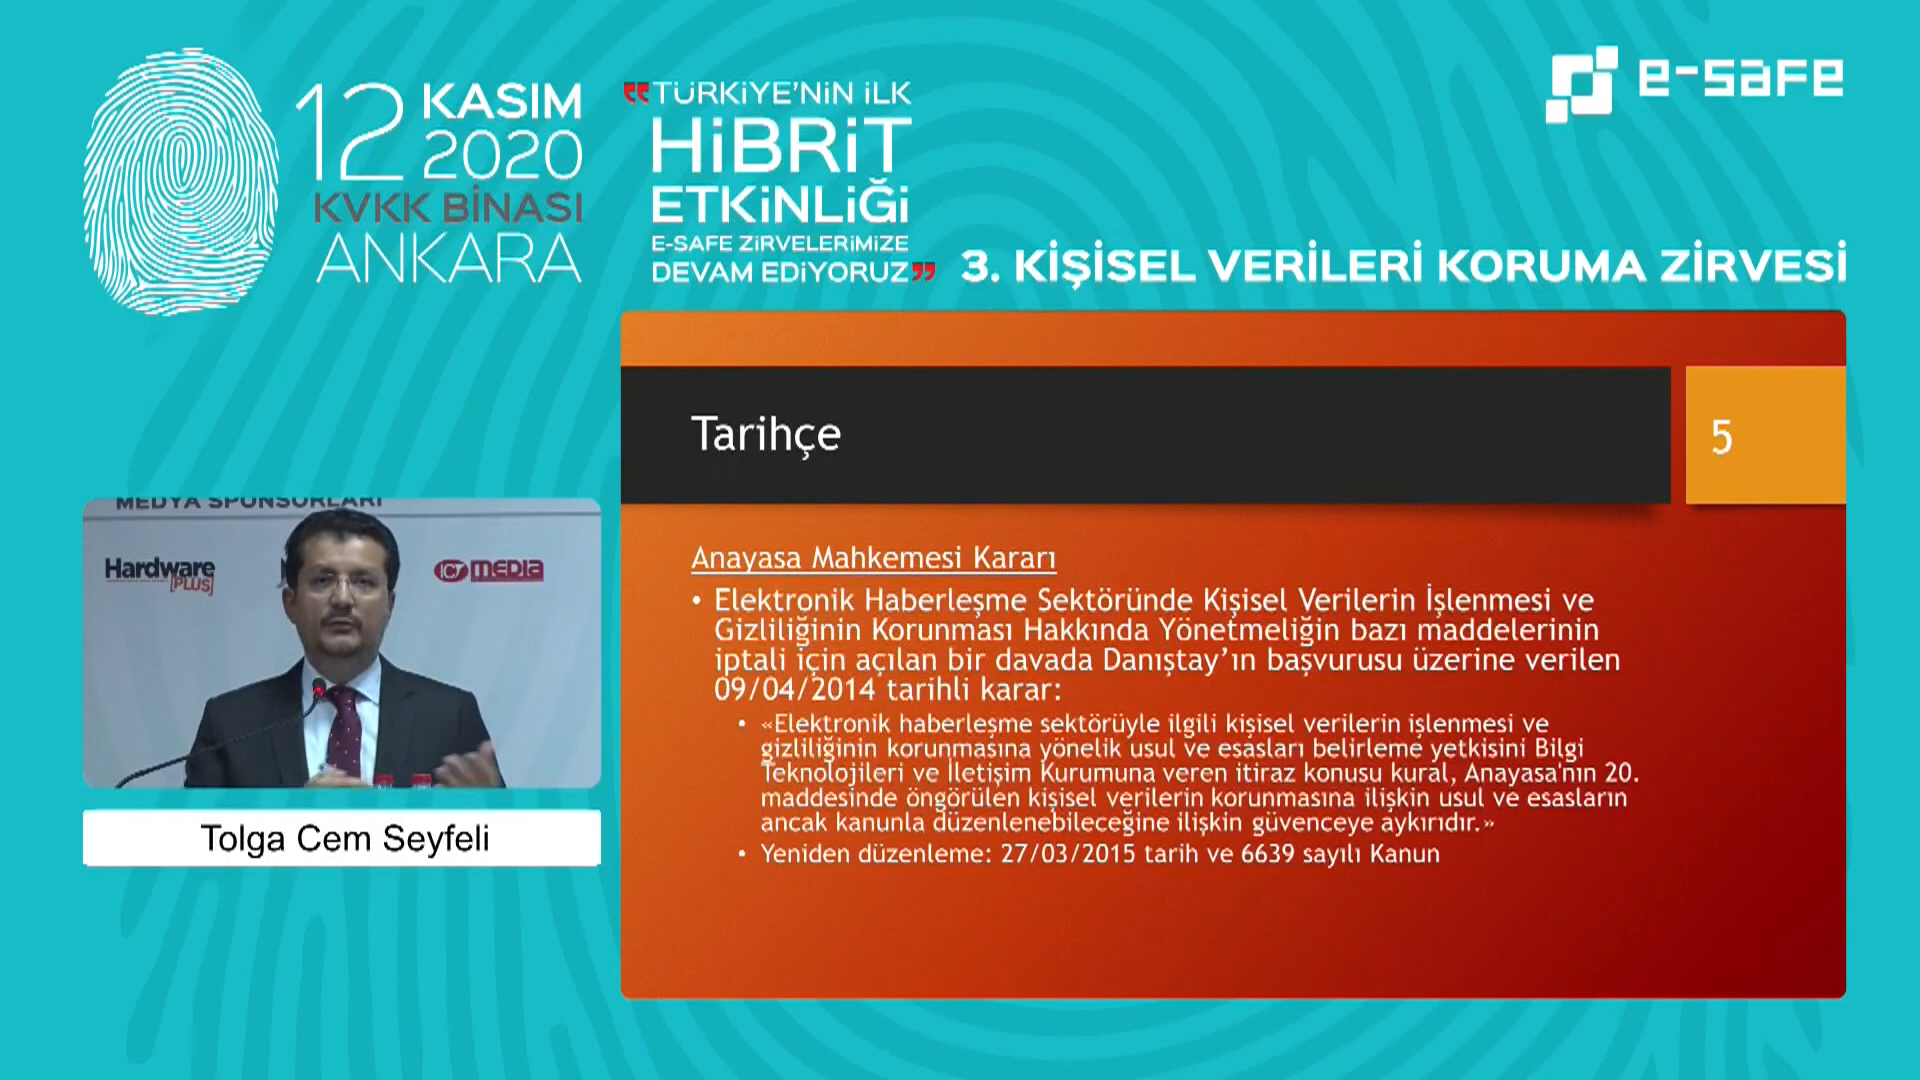 12 KASIM
2020
KVKK BİNASI
ANKARA
"TÜRKİYE'NİN İLK
HİBRİT
ETKİNLİĞİ
E-SAFE ZİRVELERİMİZE
DEVAM EDİYORUZ"
e-safe
3. KİŞİSEL VERİLERİ KORUMA ZİRVESİ
MEDYA SPONSORLARI
Hardware
PLUS
ICT MEDIA
Tolga Cem Seyfeli
Tarihçe
5
Anayasa Mahkemesi Kararı
• Elektronik Haberleşme Sektöründe Kişisel Verilerin İşlenmesi ve
Gizliliğinin Korunması Hakkında Yönetmeliğin bazı maddelerinin
iptali için açılan bir davada Danıştay’ın başvurusu üzerine verilen
09/04/2014 tarihli karar:
• «Elektronik haberleşme sektörüyle ilgili kişisel verilerin işlenmesi ve
gizliliğinin korunmasına yönelik usul ve esasları belirleme yetkisini Bilgi
Teknolojileri ve İletişim Kurumuna veren itiraz konusu kural, Anayasa'nın 20.
maddesinde öngörülen kişisel verilerin korunmasına ilişkin usul ve esasların
ancak kanunla düzenlenebileceğine ilişkin güvenceye aykırıdır.»
• Yeniden düzenleme: 27/03/2015 tarih ve 6639 sayılı Kanun